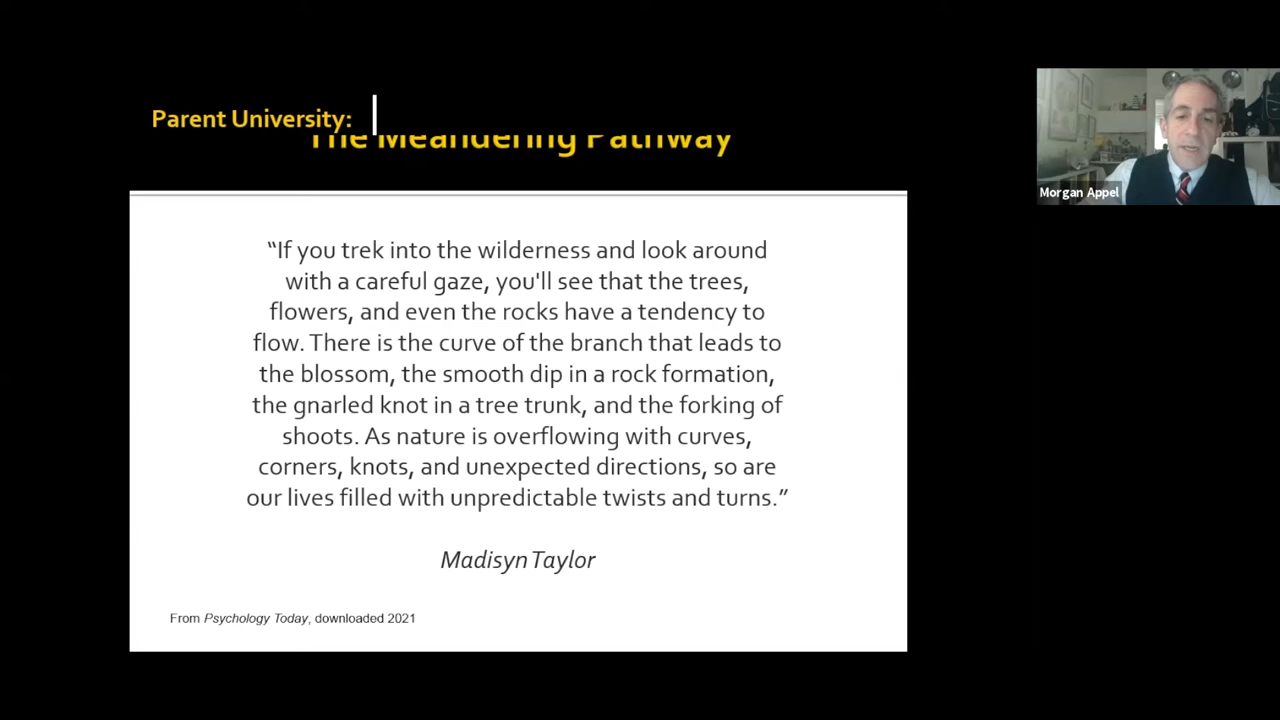 Parent University:
The Meandering Pathway
Morgan Appel
“If you trek into the wilderness and look around
with a careful gaze, you'll see that the trees,
flowers, and even the rocks have a tendency to
flow. There is the curve of the branch that leads to
the blossom, the smooth dip in a rock formation,
the gnarled knot in a tree trunk, and the forking of
shoots. As nature is overflowing with curves,
corners, knots, and unexpected directions, so are
our lives filled with unpredictable twists and turns.”
Madisyn Taylor
From Psychology Today, downloaded 2021